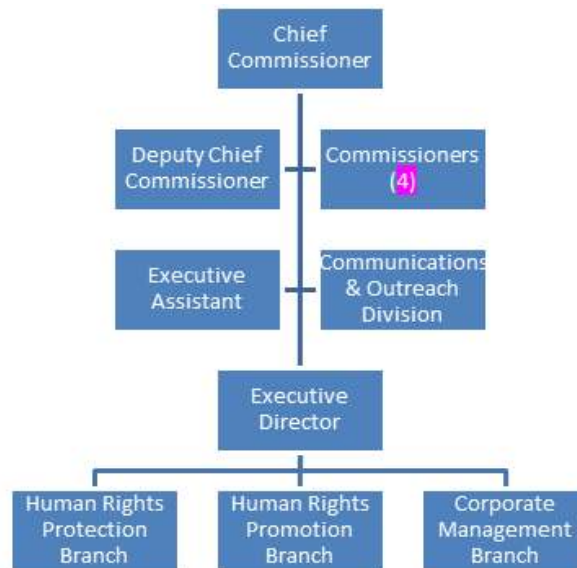 Chief
Commissioner
Deputy Chief
Commissioner
Commissioners
(4)
Executive
Assistant
Communications
& Outreach
Division
Executive
Director
Human Rights
Protection
Branch
Human Rights
Promotion
Branch
Corporate
Management
Branch